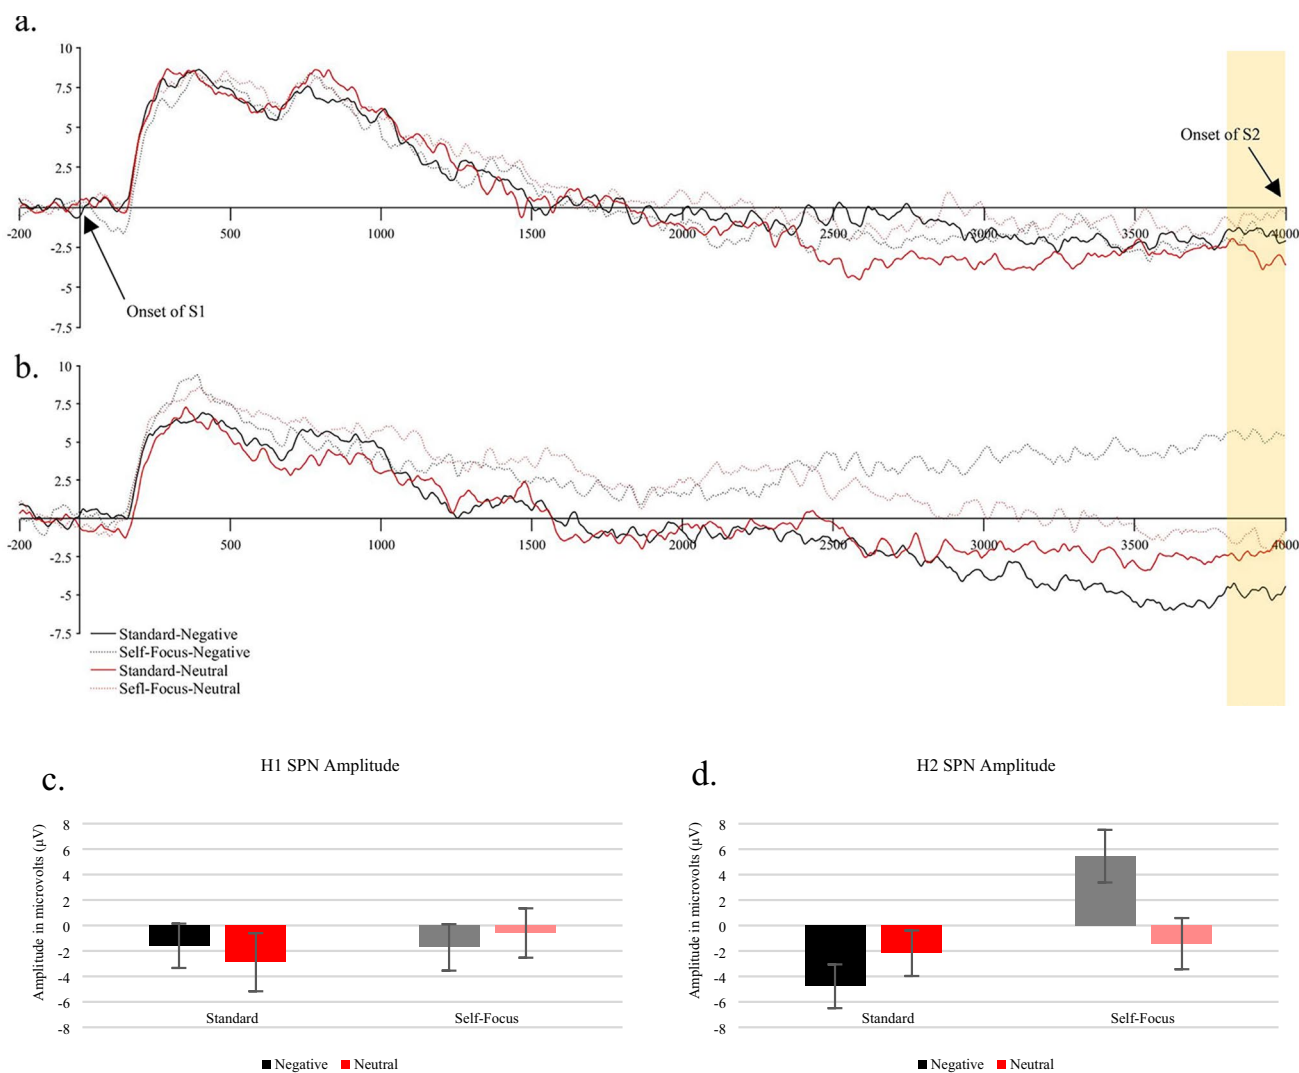 a.
10
7.5
5
2.5
0
-2.5
-5
-7.5
-200 500 1000 1500 2000 2500 3000 3500 4000
Onset of S1
Onset of S2
b.
10
7.5
5
2.5
0
-2.5
-5
-7.5
-200 500 1000 1500 2000 2500 3000 3500 4000
Standard-Negative
Self-Focus-Negative
Standard-Neutral
Sefl-Focus-Neutral
c.
H1 SPN Amplitude
Amplitude in microvolts (µV)
8
6
4
2
0
-2
-4
-6
-8
Standard Self-Focus
Negative Neutral
d.
H2 SPN Amplitude
Amplitude in microvolts (µV)
8
6
4
2
0
-2
-4
-6
-8
Standard Self-Focus
Negative Neutral